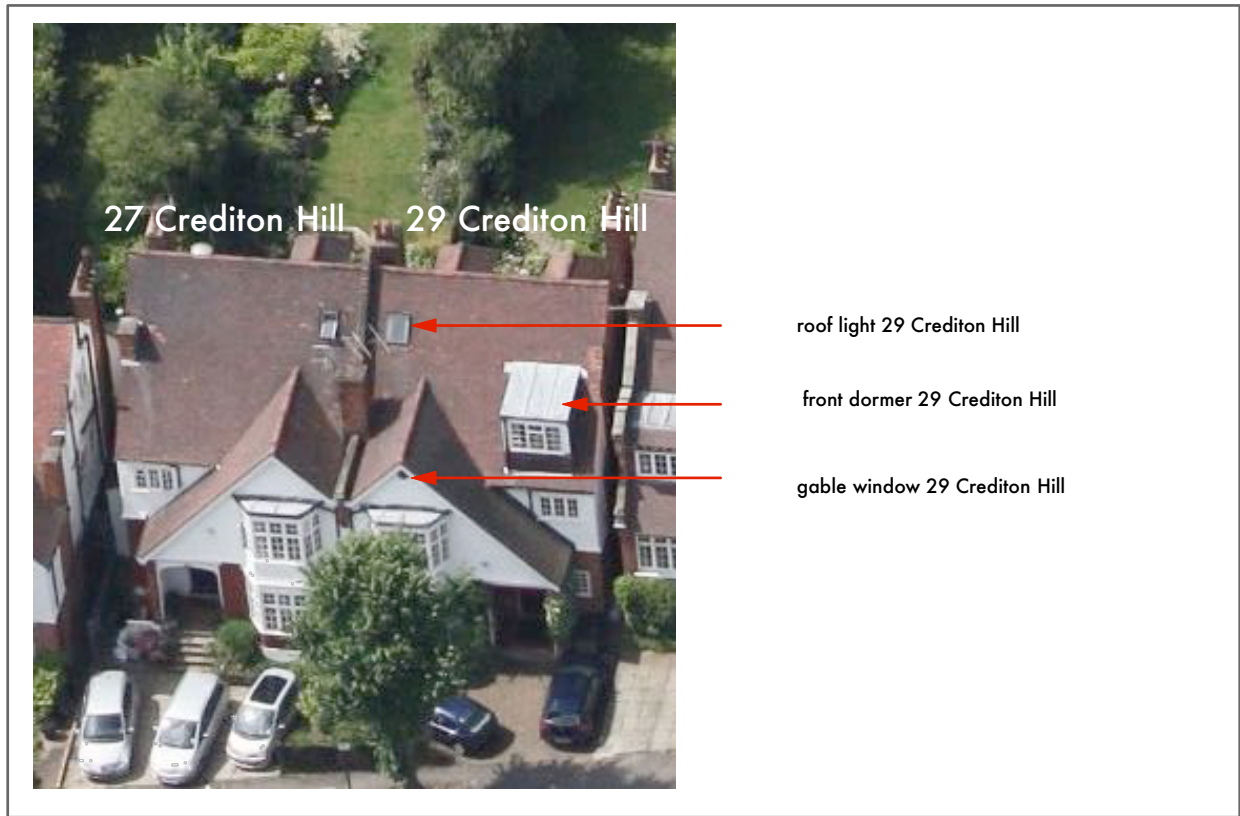 27 Crediton Hill
29 Crediton Hill
roof light 29 Crediton Hill
front dormer 29 Crediton Hill
gable window 29 Crediton Hill